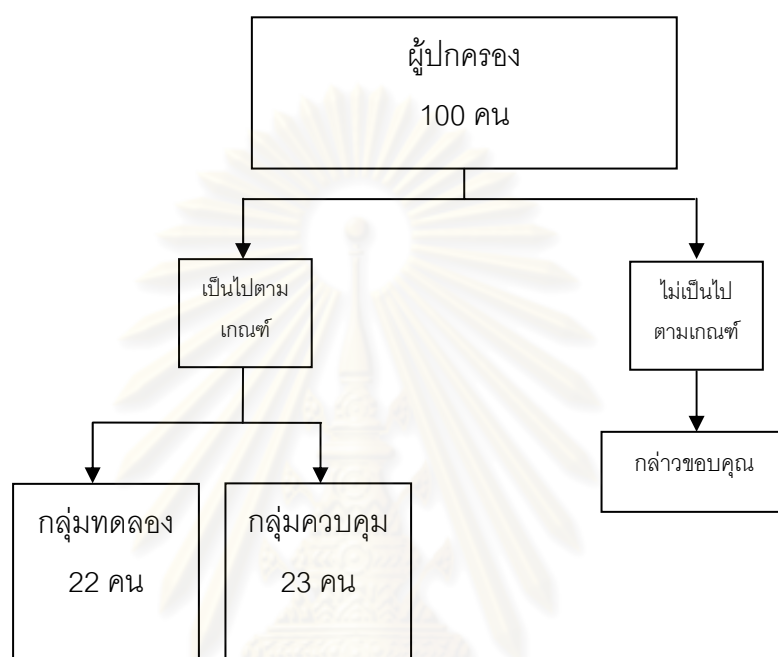 ผู้ปกครอง
100 คน
เป็นไปตาม
เกณฑ์
ไม่เป็นไป
ตามเกณฑ์
กล่าวขอบคุณ
กลุ่มทดลอง
22 คน
กลุ่มควบคุม
23 คน